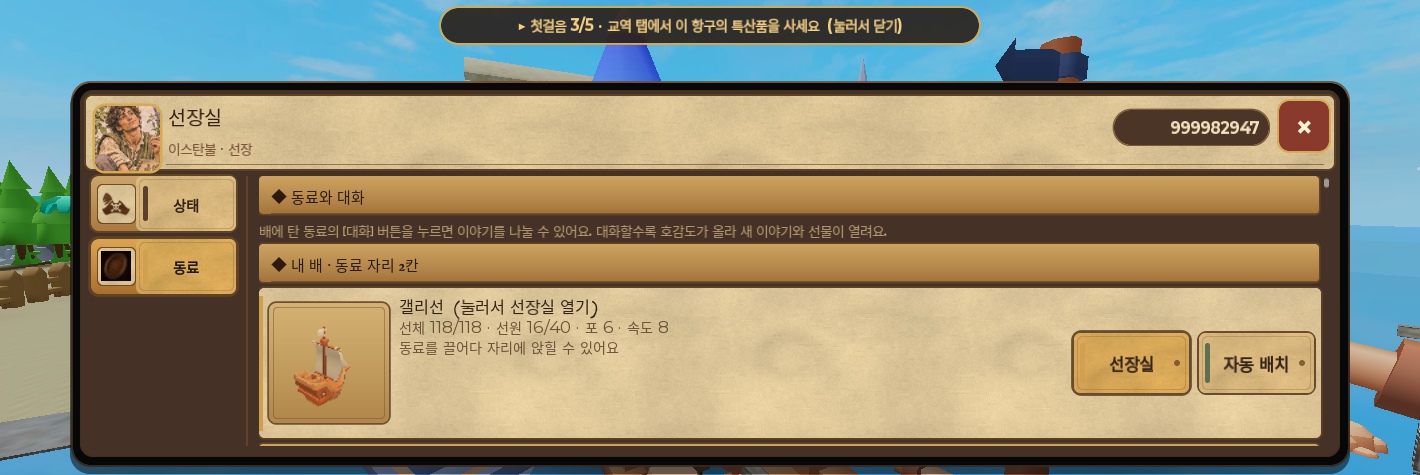 ▸ 첫걸음 3/5 · 교역 탭에서 이 항구의 특산품을 사세요 (눌러서 닫기)
선장실
이스탄불 · 선장
999982947
×
상태
동료
◆ 동료와 대화
배에 탄 동료의 [대화] 버튼을 누르면 이야기를 나눌 수 있어요. 대화할수록 호감도가 올라 새 이야기와 선물이 열려요.
◆ 내 배 · 동료 자리 2칸
갤리선 (눌러서 선장실 열기)
선체 118/118 · 선원 16/40 · 포 6 · 속도 8
동료를 끌어다 자리에 앉힐 수 있어요
선장실
자동 배치